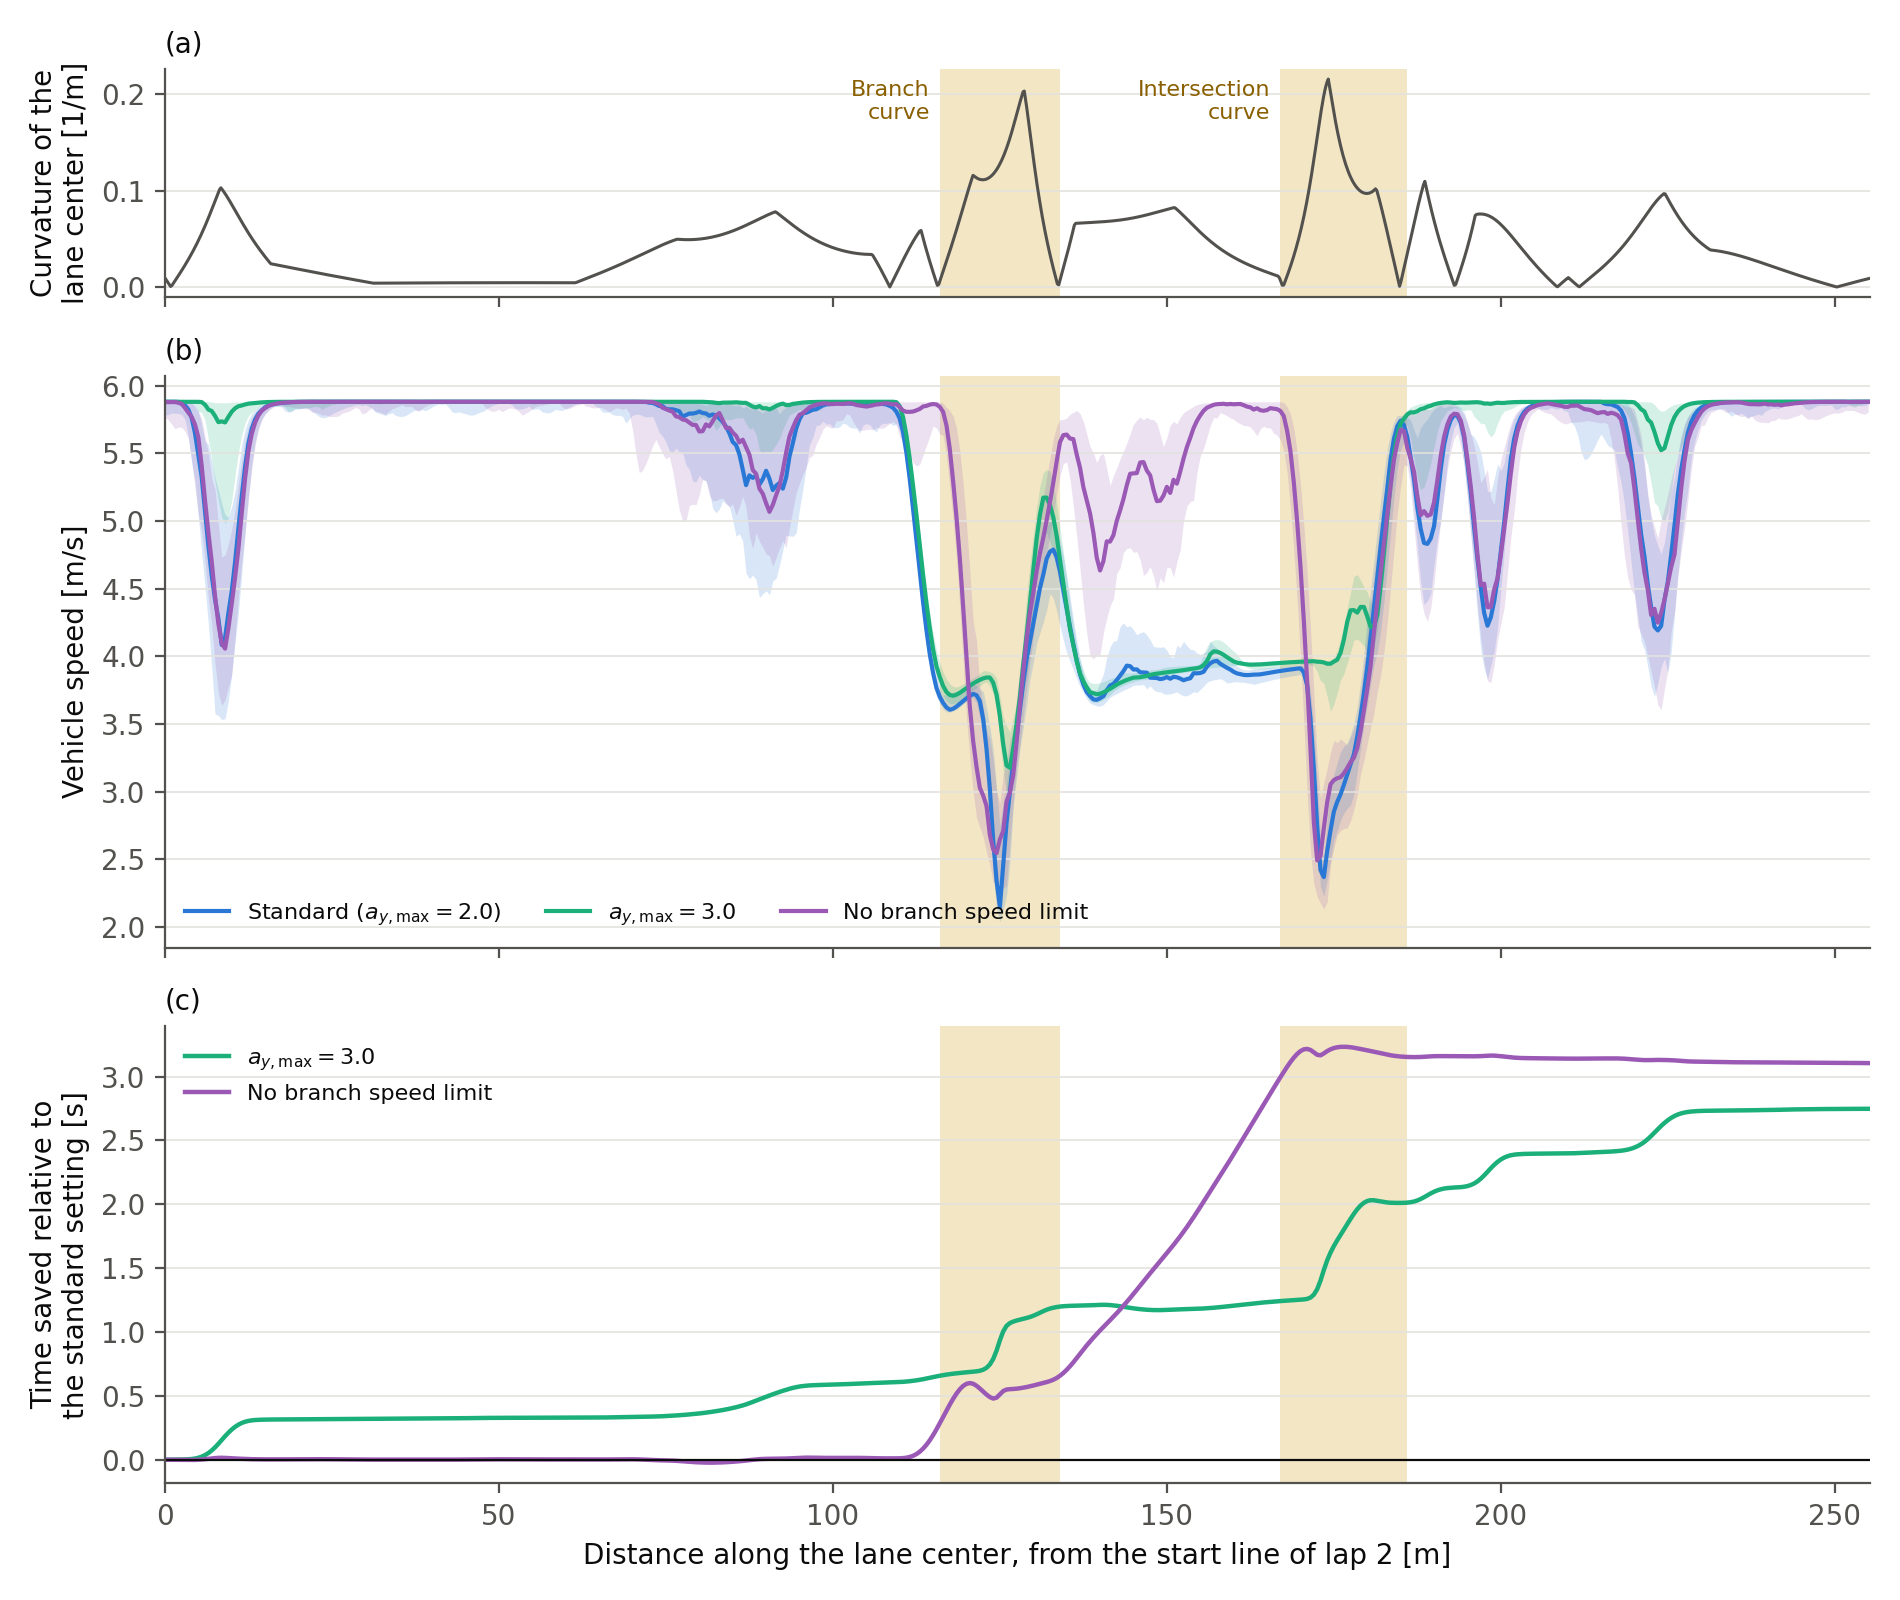 (a)
Curvature of the
lane center [1/m]
0.2
0.1
0.0
Branch
curve
Intersection
curve
(b)
Vehicle speed [m/s]
6.0
5.5
5.0
4.5
4.0
3.5
3.0
2.5
2.0
Standard (a_{y,max} = 2.0)
a_{y,max} = 3.0
No branch speed limit
(c)
Time saved relative to
the standard setting [s]
3.0
2.5
2.0
1.5
1.0
0.5
0.0
a_{y,max} = 3.0
No branch speed limit
0 50 100 150 200 250
Distance along the lane center, from the start line of lap 2 [m]